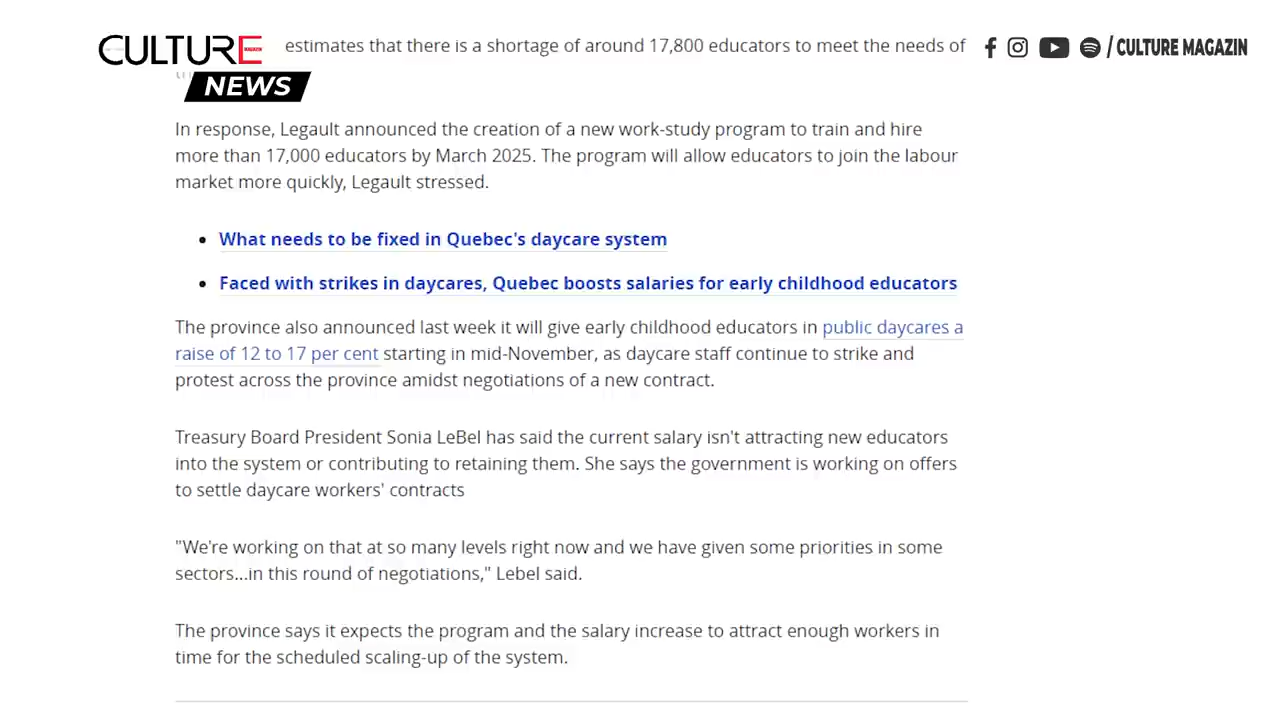 CULTURE
NEWS
estimates that there is a shortage of around 17,800 educators to meet the needs of
/ CULTURE MAGAZIN
In response, Legault announced the creation of a new work-study program to train and hire
more than 17,000 educators by March 2025. The program will allow educators to join the labour
market more quickly, Legault stressed.
• What needs to be fixed in Quebec's daycare system
• Faced with strikes in daycares, Quebec boosts salaries for early childhood educators
The province also announced last week it will give early childhood educators in public daycares a
raise of 12 to 17 per cent starting in mid-November, as daycare staff continue to strike and
protest across the province amidst negotiations of a new contract.
Treasury Board President Sonia LeBel has said the current salary isn't attracting new educators
into the system or contributing to retaining them. She says the government is working on offers
to settle daycare workers' contracts
"We're working on that at so many levels right now and we have given some priorities in some
sectors...in this round of negotiations," Lebel said.
The province says it expects the program and the salary increase to attract enough workers in
time for the scheduled scaling-up of the system.